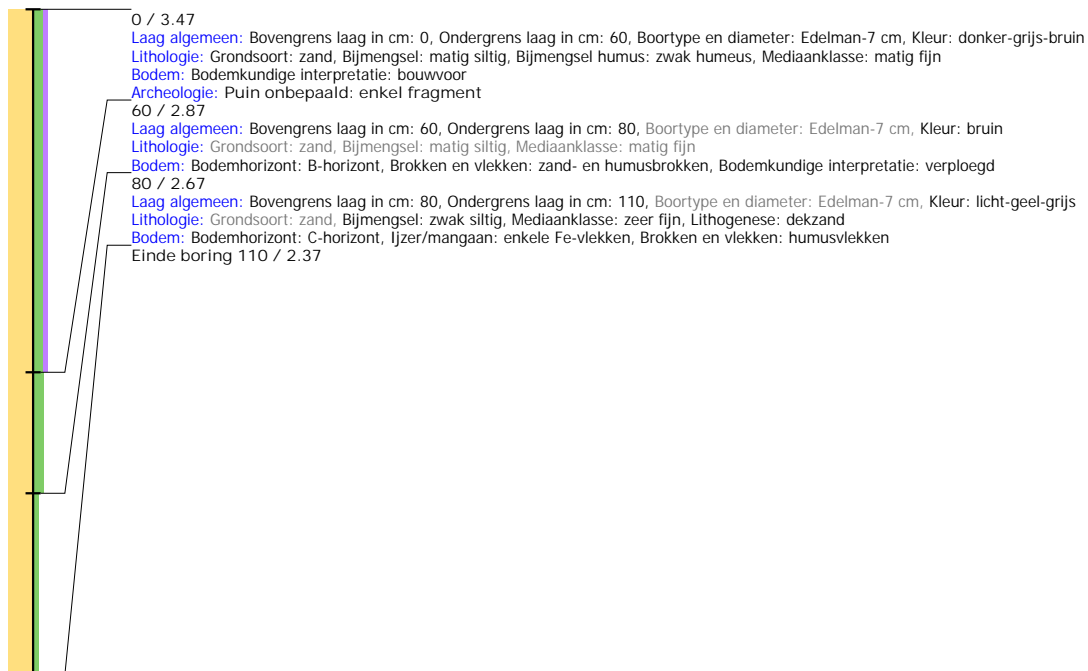 0 / 3.47
Laag algemeen: Bovengrens laag in cm: 0, Ondergrens laag in cm: 60, Boortype en diameter: Edelman-7 cm, Kleur: donker-grijs-bruin
Lithologie: Grondsoort: zand, Bijmengsel: matig siltig, Bijmengsel humus: zwak humeus, Mediaanklasse: matig fijn
Bodem: Bodemkundige interpretatie: bouwvoor
Archeologie: Puin onbepaald: enkel fragment
60 / 2.87
Laag algemeen: Bovengrens laag in cm: 60, Ondergrens laag in cm: 80, Boortype en diameter: Edelman-7 cm, Kleur: bruin
Lithologie: Grondsoort: zand, Bijmengsel: matig siltig, Mediaanklasse: matig fijn
Bodem: Bodemhorizont: B-horizont, Brokken en vlekken: zand- en humusbrokken, Bodemkundige interpretatie: verploegd
80 / 2.67
Laag algemeen: Bovengrens laag in cm: 80, Ondergrens laag in cm: 110, Boortype en diameter: Edelman-7 cm, Kleur: licht-geel-grijs
Lithologie: Grondsoort: zand, Bijmengsel: zwak siltig, Mediaanklasse: zeer fijn, Lithogenese: dekzand
Bodem: Bodemhorizont: C-horizont, Ijzer/mangaan: enkele Fe-vlekken, Brokken en vlekken: humusvlekken
Einde boring 110 / 2.37